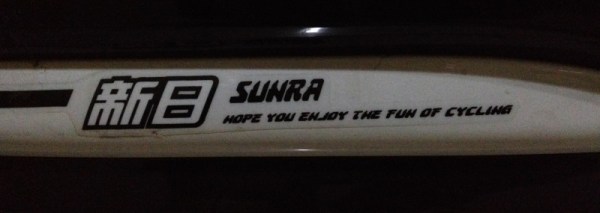 新日 SUNRA
HOPE YOU ENJOY THE FUN OF CYCLING